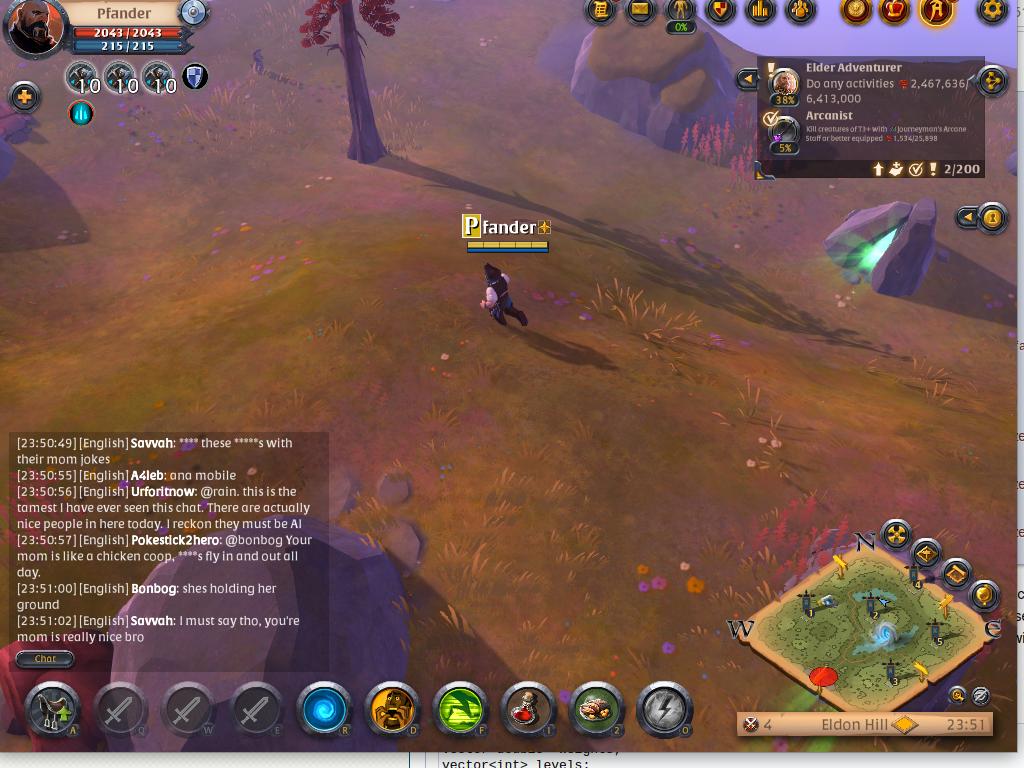 Pfander
2043 / 2043
215 / 215
0%
10
10
10
Elder Adventurer
Do any activities 2,467,636/
6,413,000
38%
Arcanist
Kill creatures of T3+ with Journeyman's Arcane
Staff or better equipped 1,534/25,898
5%
2/200
Pfander
[23:50:49] [English] Savvah: **** these *****s with
their mom jokes
[23:50:55] [English] A4leb: ana mobile
[23:50:56] [English] Urforitnow: @rain. this is the
tamest I have ever seen this chat. There are actually
nice people in here today. I reckon they must be AI
[23:50:57] [English] Pokestick2hero: @bonbog Your
mom is like a chicken coop, ****s fly in and out all
day.
[23:51:00] [English] Bonbog: shes holding her
ground
[23:51:02] [English] Savvah: I must say tho, you're
mom is really nice bro
Chat
N
W
E
1
2
3
4
5
A
Q
W
E
R
D
F
1
2
O
4
Eldon Hill
23:51
vector<int> levels;